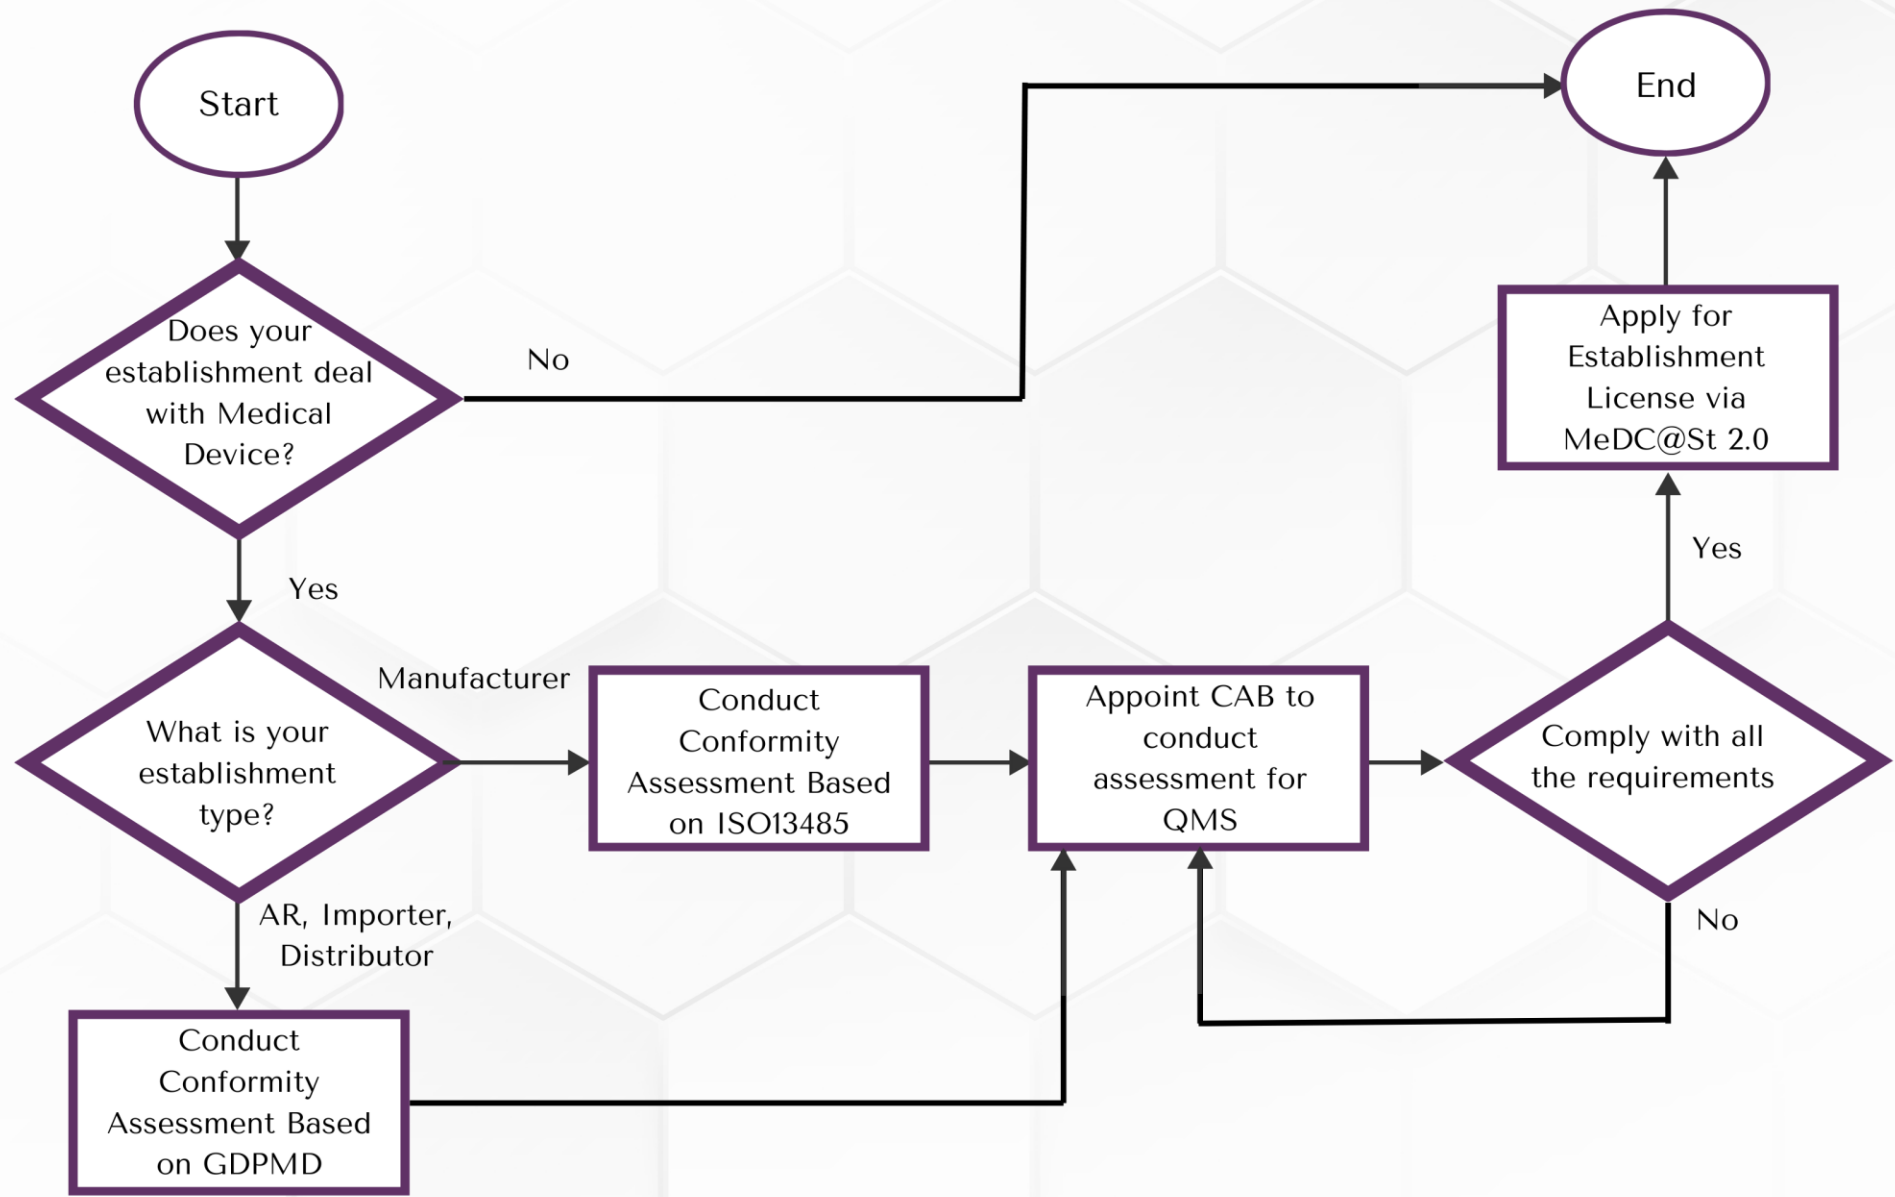 Start
End
Does your
establishment deal
with Medical
Device?
No
Apply for
Establishment
License via
MeDC@St 2.0
Yes
Yes
What is your
establishment
type?
Manufacturer
Conduct
Conformity
Assessment Based
on ISO13485
Appoint CAB to
conduct
assessment for
QMS
Comply with all
the requirements
No
AR, Importer,
Distributor
Conduct
Conformity
Assessment Based
on GDPMD